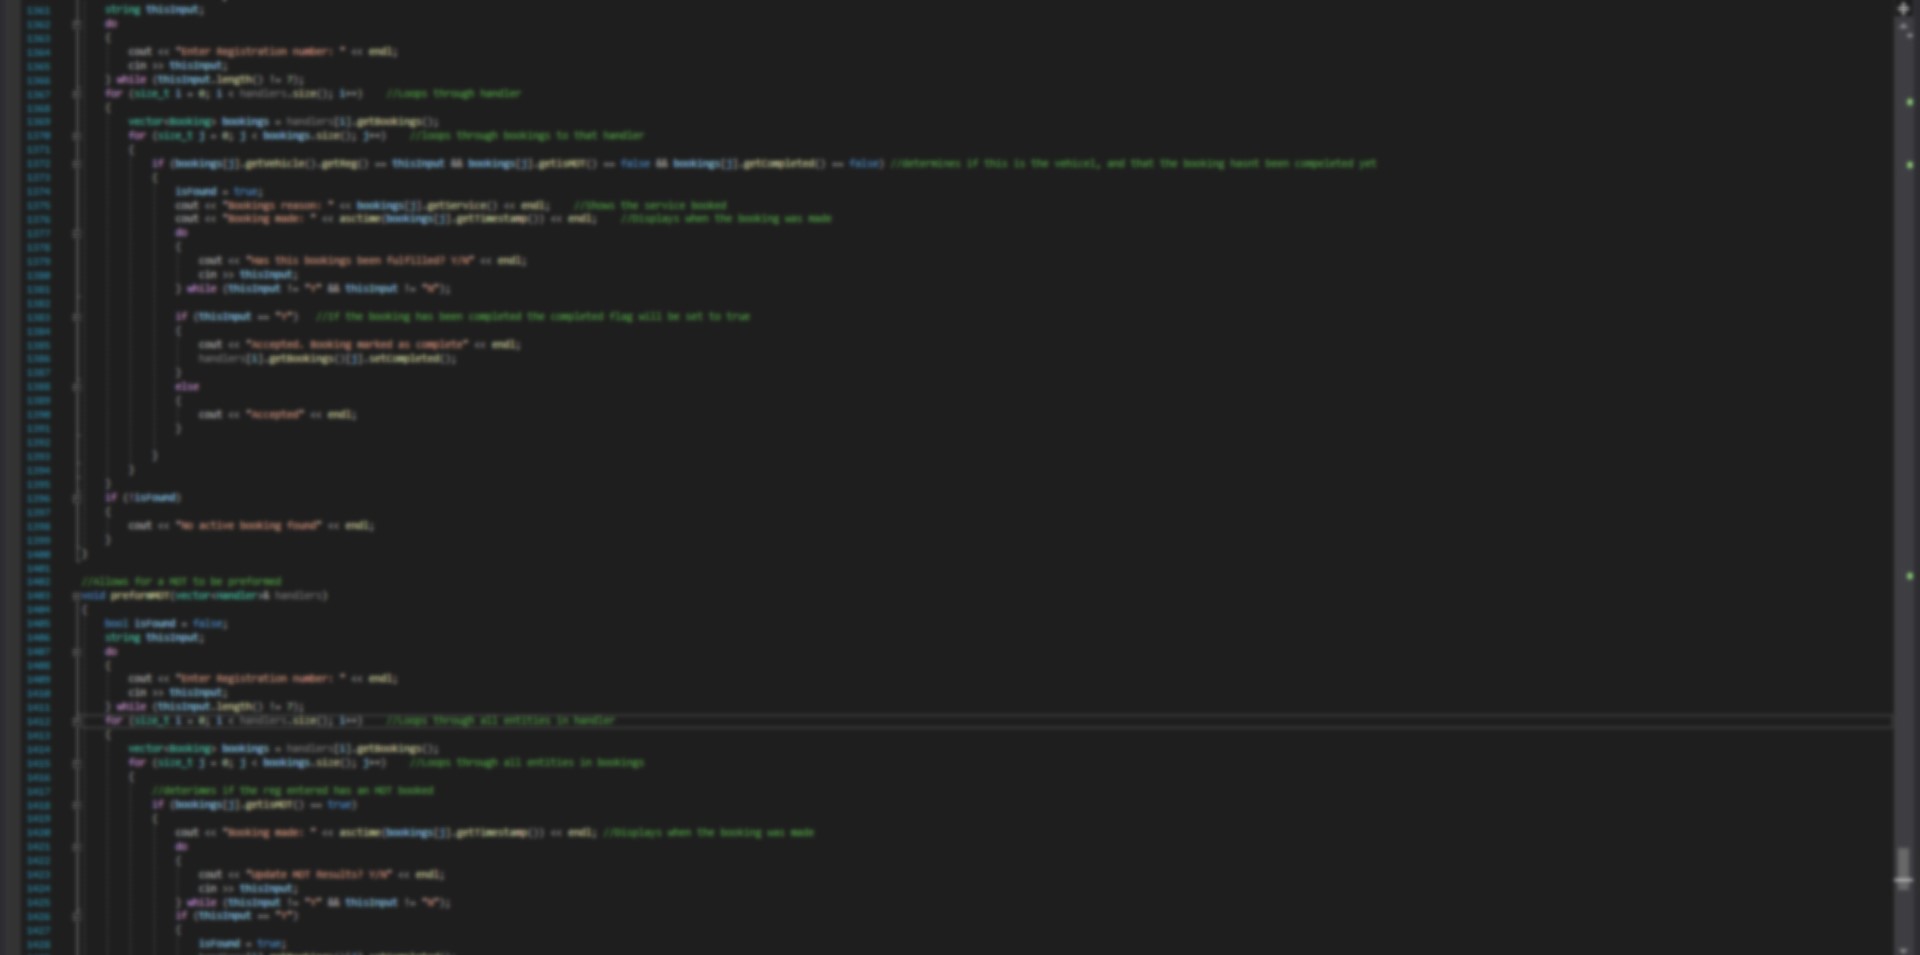 string thisInput;
do
{
cout << "Enter Registration number: " << endl;
cin >> thisInput;
} while (thisInput.length() != 7);
for (size_t i = 0; i < handlers.size(); i++) //Loops through handler
{
vector<Booking> bookings = handlers[i].getBookings();
for (size_t j = 0; j < bookings.size(); j++) //loops through bookings to that handler
{
if (bookings[j].getVehicle().getReg() == thisInput && bookings[j].getisMOT() == false && bookings[j].getCompleted() == false) //determines if this is the vehicel, and that the booking hasnt been compeleted yet
{
isFound = true;
cout << "Bookings reason: " << bookings[j].getService() << endl; //Shows the service booked
cout << "Booking made: " << asctime(bookings[j].getTimestamp()) << endl; //Displays when the booking was made
do
{
cout << "Has this bookings been fulfilled? Y/N" << endl;
cin >> thisInput;
} while (thisInput != "Y" && thisInput != "N");
if (thisInput == "Y") //if the booking has been completed the completed flag will be set to true
{
cout << "Accepted. Booking marked as complete" << endl;
handlers[i].getBookings()[j].setCompleted();
}
else
{
cout << "Accepted" << endl;
}
}
}
}
if (!isFound)
{
cout << "No active booking found" << endl;
}
}
//Allows for a MOT to be preformed
void preformMOT(vector<Handler>& handlers)
{
bool isFound = false;
string thisInput;
do
{
cout << "Enter Registration number: " << endl;
cin >> thisInput;
} while (thisInput.length() != 7);
for (size_t i = 0; i < handlers.size(); i++) //Loops through all entities in handler
{
vector<Booking> bookings = handlers[i].getBookings();
for (size_t j = 0; j < bookings.size(); j++) //Loops through all entities in bookings
{
//deterimes if the reg entered has an MOT booked
if (bookings[j].getisMOT() == true)
{
cout << "Booking made: " << asctime(bookings[j].getTimestamp()) << endl; //Displays when the booking was made
do
{
cout << "Update MOT Results? Y/N" << endl;
cin >> thisInput;
} while (thisInput != "Y" && thisInput != "N");
if (thisInput == "Y")
{
isFound = true;